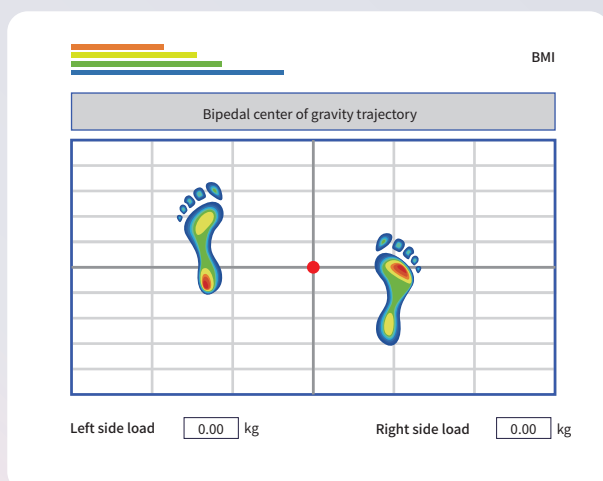 BMI
Bipedal center of gravity trajectory
Left side load 0.00 kg Right side load 0.00 kg